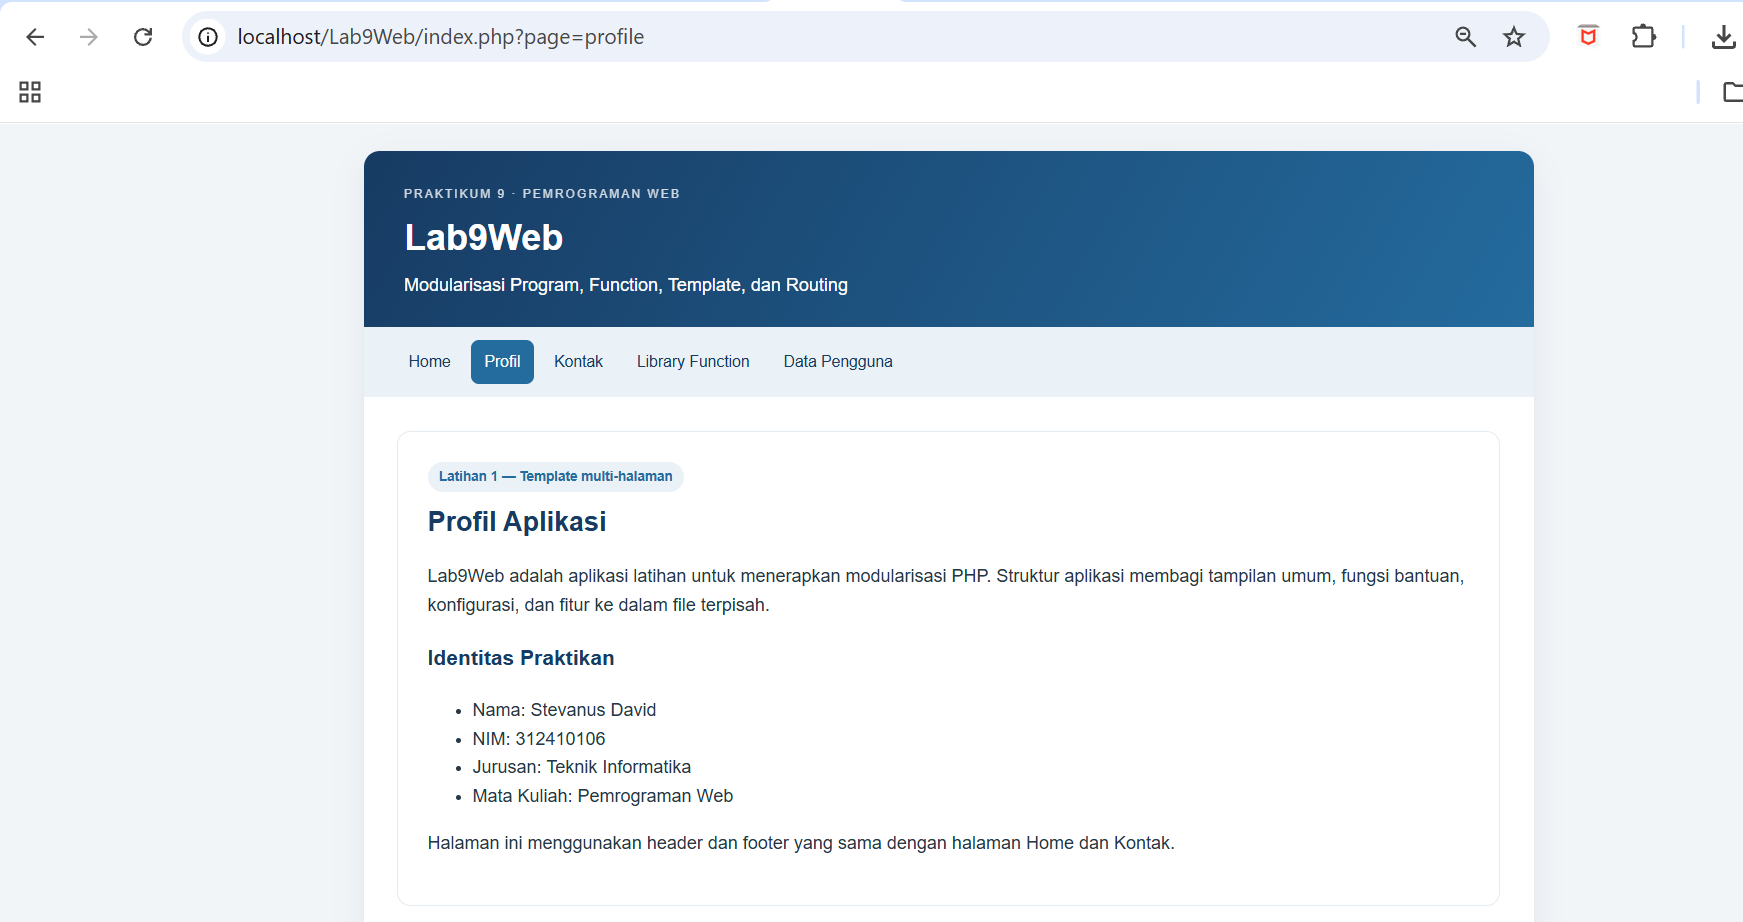 localhost/Lab9Web/index.php?page=profile
PRAKTIKUM 9 · PEMROGRAMAN WEB
Lab9Web
Modularisasi Program, Function, Template, dan Routing
Home Profil Kontak Library Function Data Pengguna
Latihan 1 — Template multi-halaman
Profil Aplikasi
Lab9Web adalah aplikasi latihan untuk menerapkan modularisasi PHP. Struktur aplikasi membagi tampilan umum, fungsi bantuan,
konfigurasi, dan fitur ke dalam file terpisah.
Identitas Praktikan
• Nama: Stevanus David
• NIM: 312410106
• Jurusan: Teknik Informatika
• Mata Kuliah: Pemrograman Web
Halaman ini menggunakan header dan footer yang sama dengan halaman Home dan Kontak.